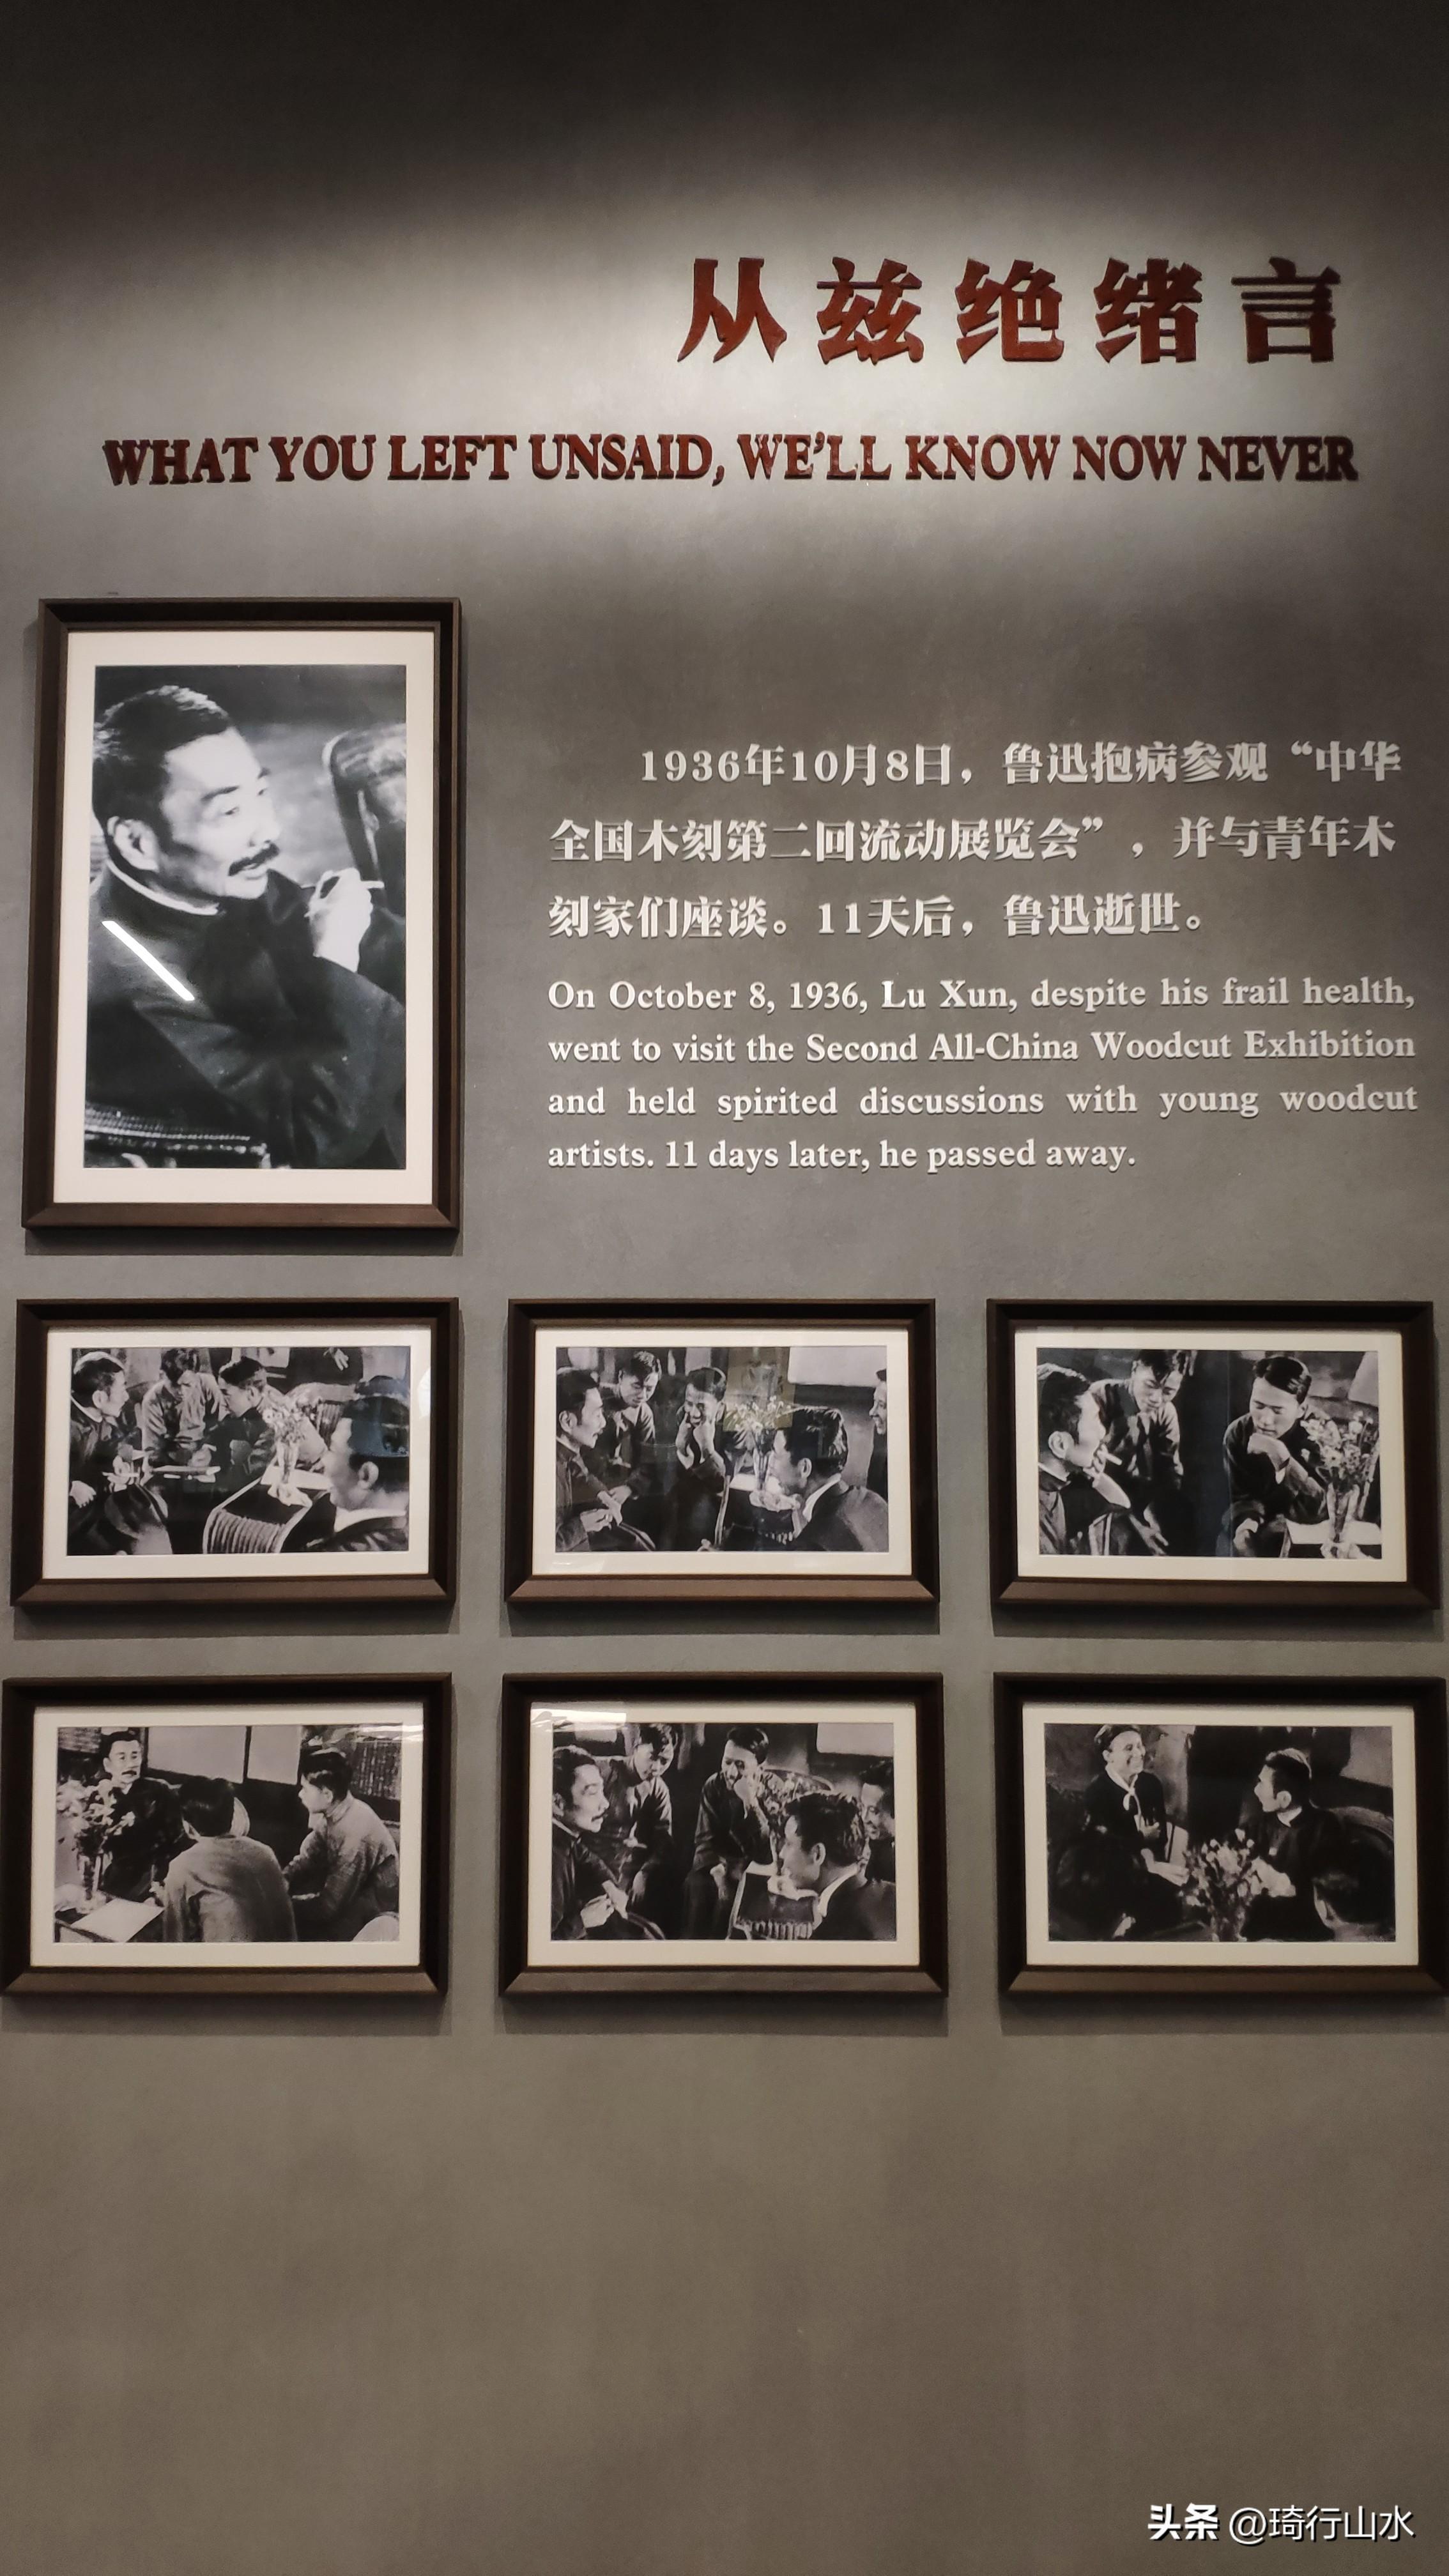 从兹绝绪言
WHAT YOU LEFT UNSAID, WE'LL KNOW NOW NEVER
1936年10月8日，鲁迅抱病参观“中华
全国木刻第二回流动展览会”，并与青年木
刻家们座谈。11天后，鲁迅逝世。
On October 8, 1936, Lu Xun, despite his frail health,
went to visit the Second All-China Woodcut Exhibition
and held spirited discussions with young woodcut
artists. 11 days later, he passed away.
头条 @琦行山水